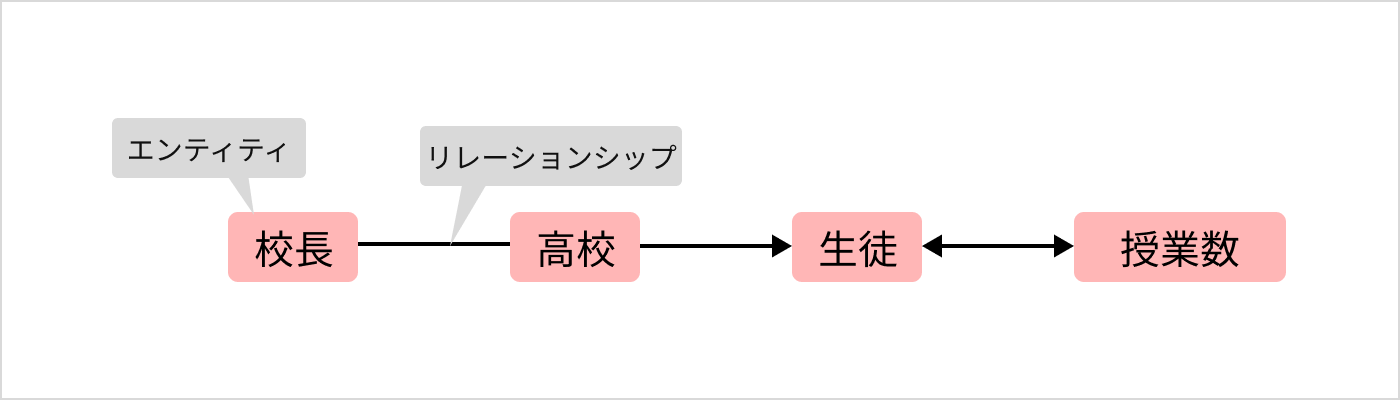 エンティティ
リレーションシップ
校長
高校
生徒
授業数